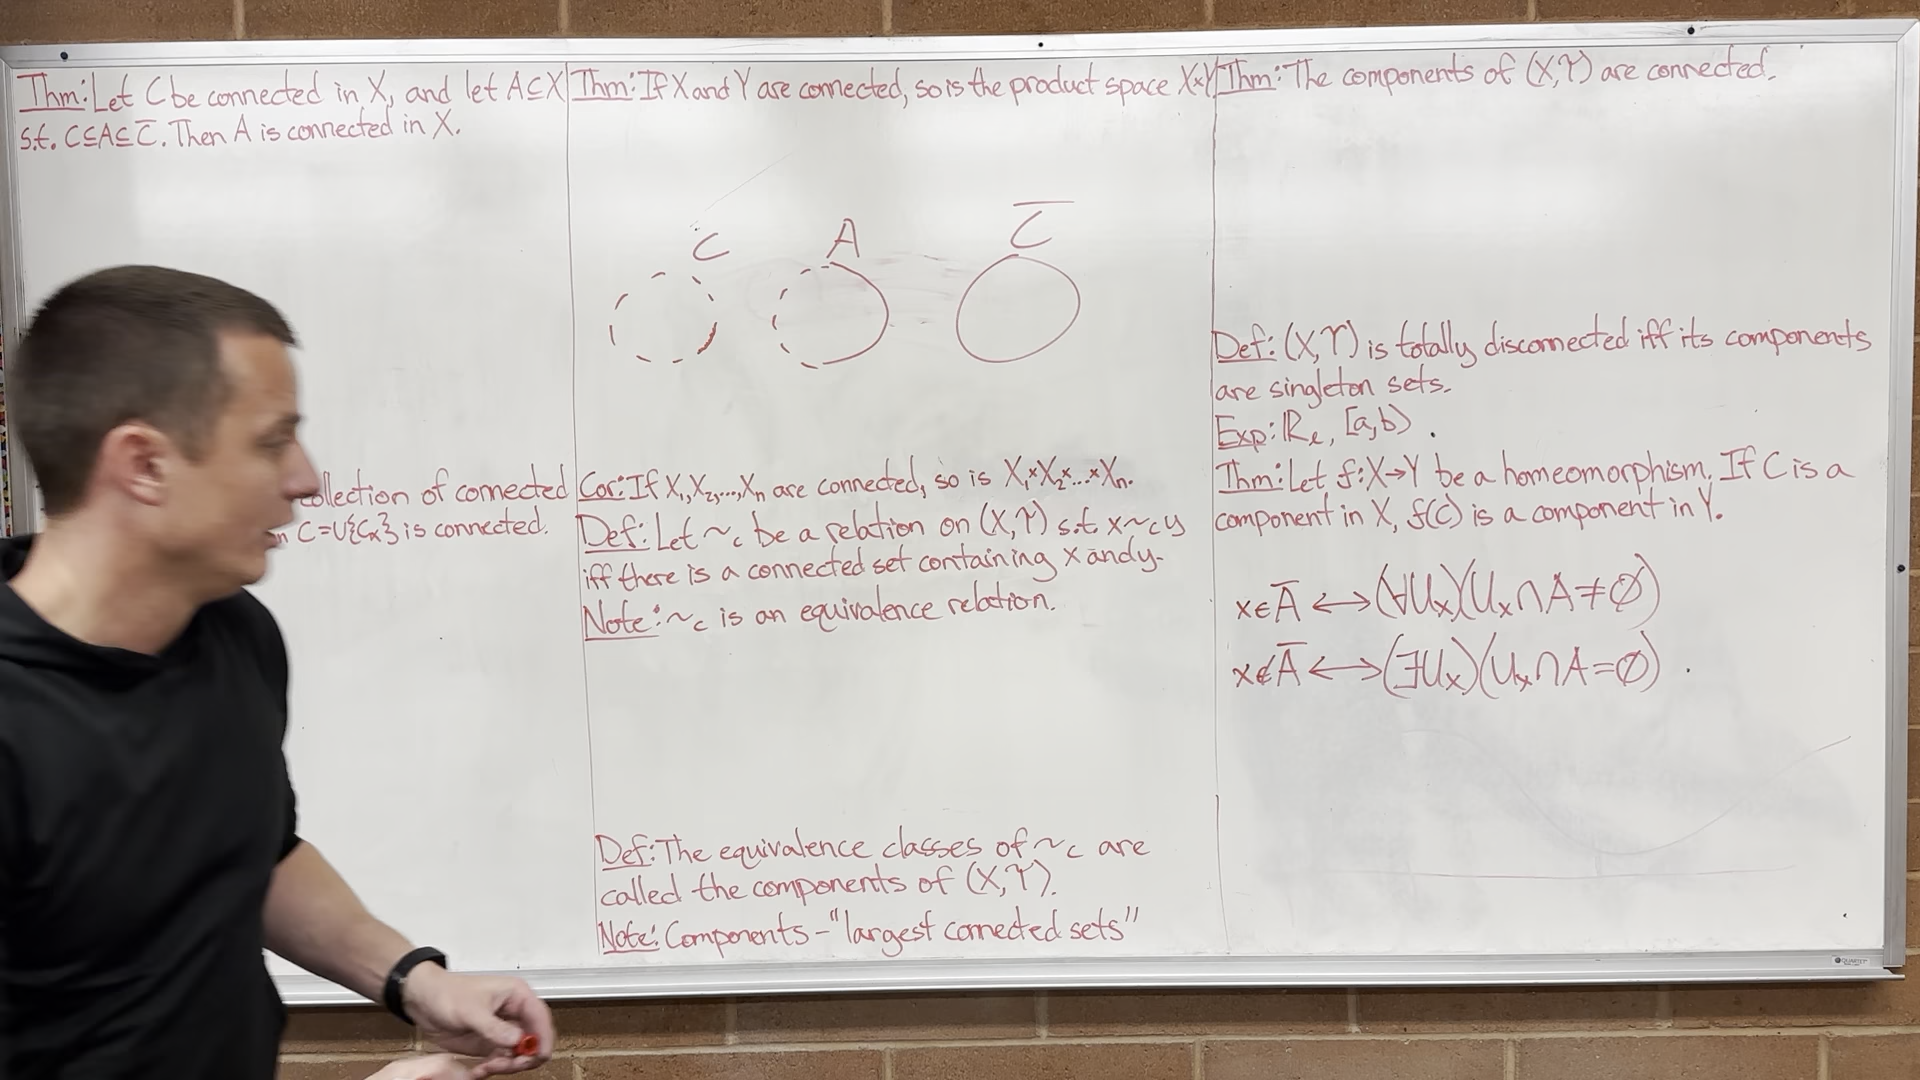 Thm: Let C be connected in X, and let A⊆X
s.t. C⊆A⊆C̅. Then A is connected in X.
collection of connected
C=∪{Cα} is connected.
Thm: If X and Y are connected, so is the product space X×Y
C A C̅
Cor: If X₁,X₂,...,Xₙ are connected, so is X₁×X₂×...×Xₙ.
Def: Let ~c be a relation on (X,τ) s.t. x~cy
iff there is a connected set containing x and y.
Note: ~c is an equivalence relation.
Def: The equivalence classes of ~c are
called the components of (X,τ).
Note: Components - "largest connected sets"
Thm: The components of (X,τ) are connected.
Def: (X,τ) is totally disconnected iff its components
are singleton sets.
Exp: ℝℓ, [a,b)
Thm: Let f:X→Y be a homeomorphism. If C is a
component in X, f(C) is a component in Y.
x∈A̅ ⟷ (∀Uₓ)(Uₓ∩A≠∅)
x∉A̅ ⟷ (∃Uₓ)(Uₓ∩A=∅)
QUARTET